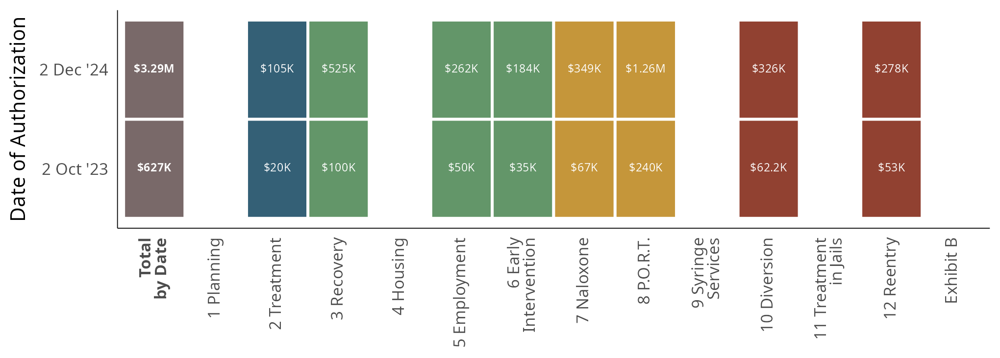 Date of Authorization
2 Dec '24
$3.29M
$105K
$525K
$262K
$184K
$349K
$1.26M
$326K
$278K
2 Oct '23
$627K
$20K
$100K
$50K
$35K
$67K
$240K
$62.2K
$53K
Total
by Date
1 Planning
2 Treatment
3 Recovery
4 Housing
5 Employment
6 Early
Intervention
7 Naloxone
8 P.O.R.T.
9 Syringe
Services
10 Diversion
11 Treatment
in Jails
12 Reentry
Exhibit B